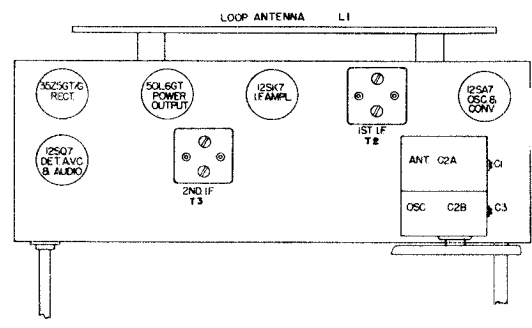 LOOP ANTENNA L1
35Z5GT/G
RECT.
50L6GT
POWER
OUTPUT
12SK7
I.F. AMPL.
1ST I.F
T2
12SA7
OSC. &
CONV
12SQ7
DET. A.V.C
& AUDIO
2ND. I.F
T3
ANT. C2A
C1
OSC C2B
C3